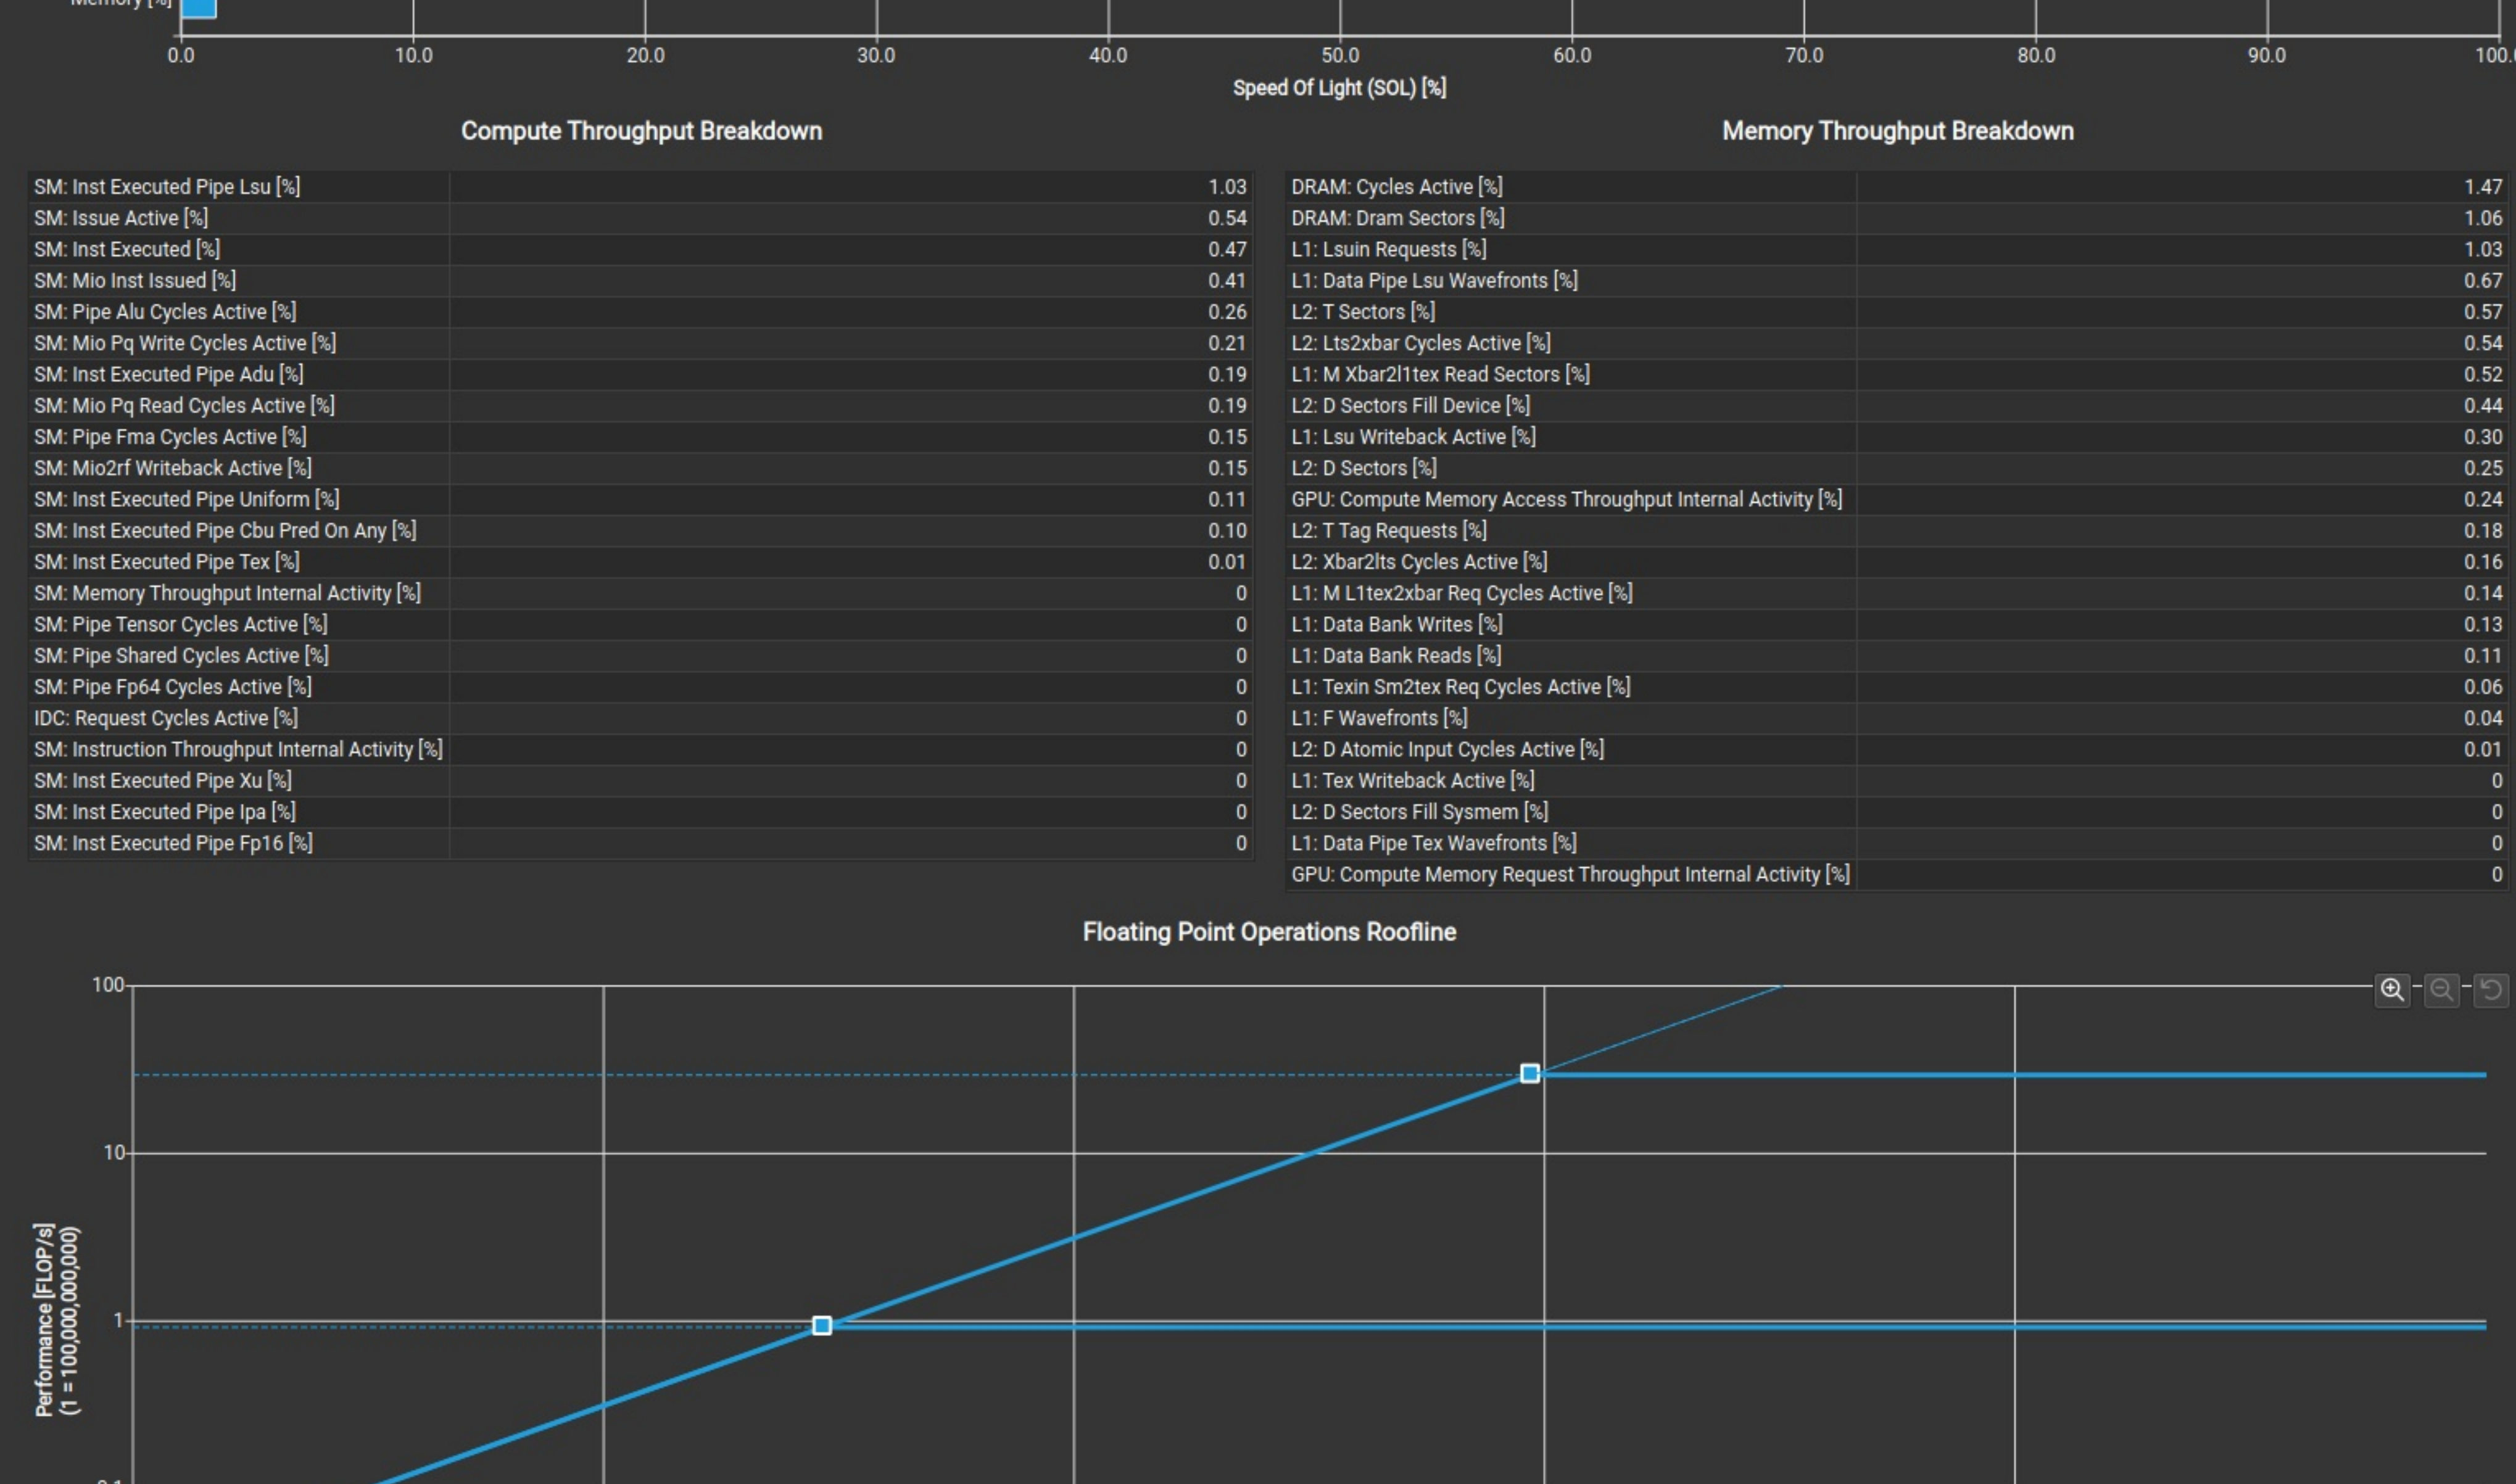 Memory [%]
0.0 10.0 20.0 30.0 40.0 50.0 60.0 70.0 80.0 90.0 100.
Speed Of Light (SOL) [%]
Compute Throughput Breakdown
SM: Inst Executed Pipe Lsu [%] 1.03
SM: Issue Active [%] 0.54
SM: Inst Executed [%] 0.47
SM: Mio Inst Issued [%] 0.41
SM: Pipe Alu Cycles Active [%] 0.26
SM: Mio Pq Write Cycles Active [%] 0.21
SM: Inst Executed Pipe Adu [%] 0.19
SM: Mio Pq Read Cycles Active [%] 0.19
SM: Pipe Fma Cycles Active [%] 0.15
SM: Mio2rf Writeback Active [%] 0.15
SM: Inst Executed Pipe Uniform [%] 0.11
SM: Inst Executed Pipe Cbu Pred On Any [%] 0.10
SM: Inst Executed Pipe Tex [%] 0.01
SM: Memory Throughput Internal Activity [%] 0
SM: Pipe Tensor Cycles Active [%] 0
SM: Pipe Shared Cycles Active [%] 0
SM: Pipe Fp64 Cycles Active [%] 0
IDC: Request Cycles Active [%] 0
SM: Instruction Throughput Internal Activity [%] 0
SM: Inst Executed Pipe Xu [%] 0
SM: Inst Executed Pipe Ipa [%] 0
SM: Inst Executed Pipe Fp16 [%] 0
Memory Throughput Breakdown
DRAM: Cycles Active [%] 1.47
DRAM: Dram Sectors [%] 1.06
L1: Lsuin Requests [%] 1.03
L1: Data Pipe Lsu Wavefronts [%] 0.67
L2: T Sectors [%] 0.57
L2: Lts2xbar Cycles Active [%] 0.54
L1: M Xbar2l1tex Read Sectors [%] 0.52
L2: D Sectors Fill Device [%] 0.44
L1: Lsu Writeback Active [%] 0.30
L2: D Sectors [%] 0.25
GPU: Compute Memory Access Throughput Internal Activity [%] 0.24
L2: T Tag Requests [%] 0.18
L2: Xbar2lts Cycles Active [%] 0.16
L1: M L1tex2xbar Req Cycles Active [%] 0.14
L1: Data Bank Writes [%] 0.13
L1: Data Bank Reads [%] 0.11
L1: Texin Sm2tex Req Cycles Active [%] 0.06
L1: F Wavefronts [%] 0.04
L2: D Atomic Input Cycles Active [%] 0.01
L1: Tex Writeback Active [%] 0
L2: D Sectors Fill Sysmem [%] 0
L1: Data Pipe Tex Wavefronts [%] 0
GPU: Compute Memory Request Throughput Internal Activity [%] 0
Floating Point Operations Roofline
100
10
1
Performance [FLOP/s]
(1 = 100,000,000,000)